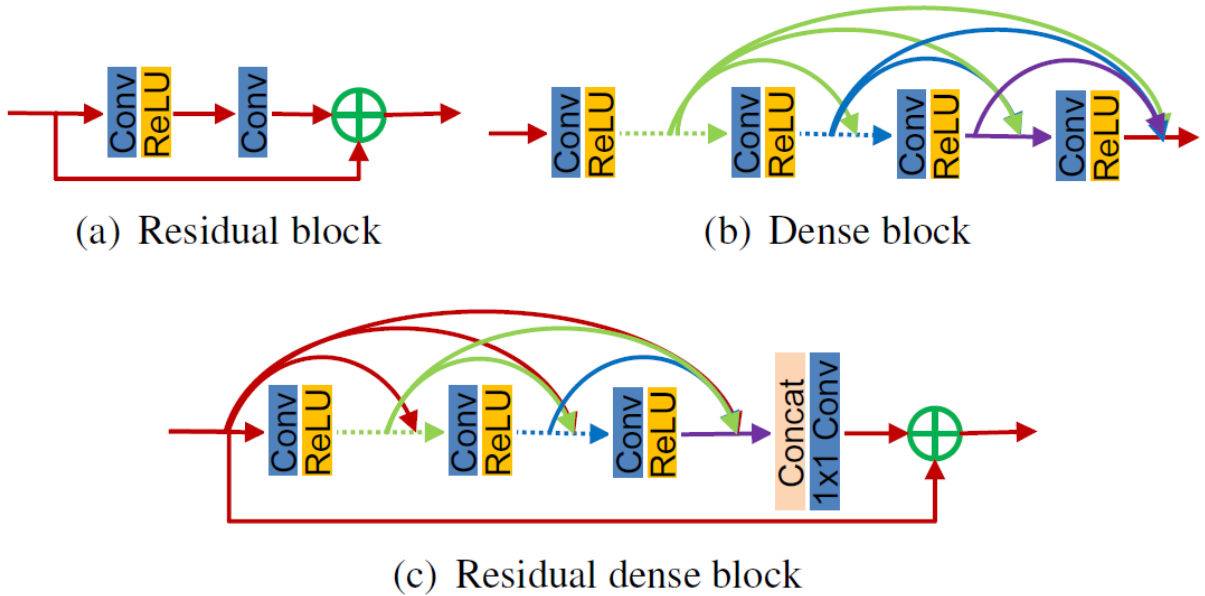 Conv
ReLU
Conv
(a) Residual block
Conv
ReLU
Conv
ReLU
Conv
ReLU
Conv
ReLU
(b) Dense block
Conv
ReLU
Conv
ReLU
Conv
ReLU
Concat
1x1 Conv
(c) Residual dense block